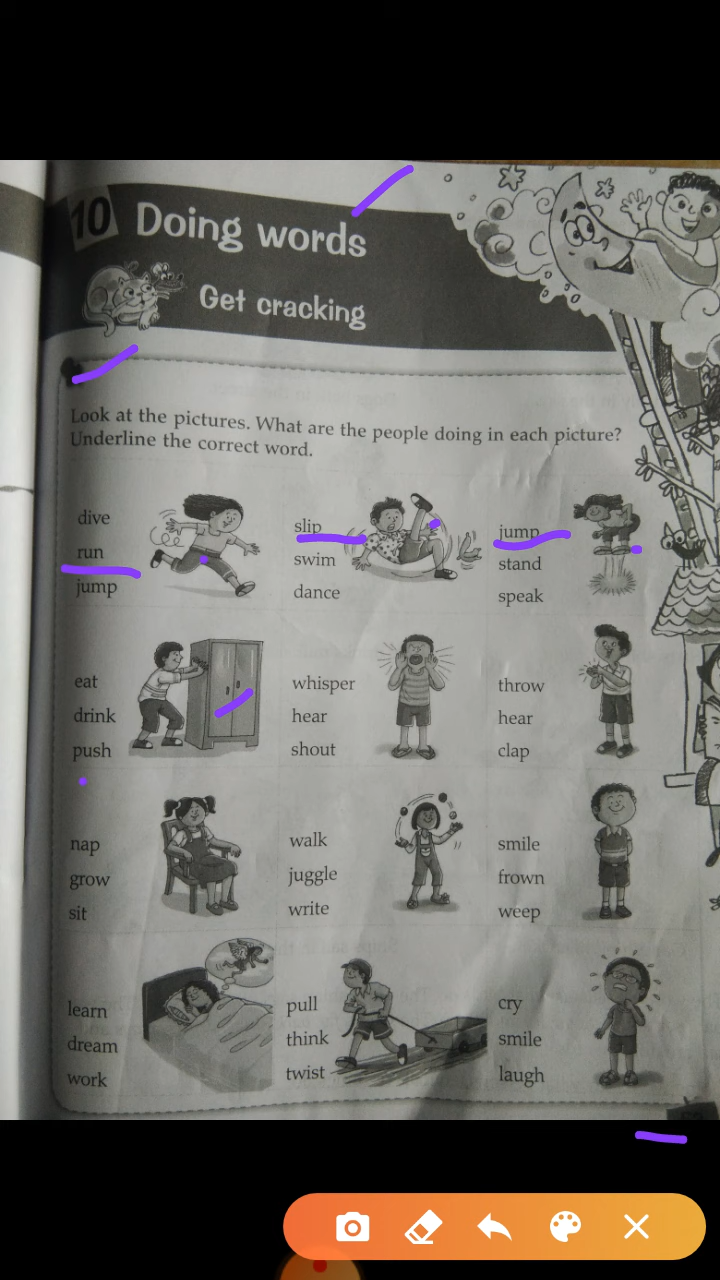 10 Doing words
Get cracking
Look at the pictures. What are the people doing in each picture?
Underline the correct word.
dive
run
jump
slip
swim
dance
jump
stand
speak
eat
drink
push
whisper
hear
shout
throw
hear
clap
nap
grow
sit
walk
juggle
write
smile
frown
weep
learn
dream
work
pull
think
twist
cry
smile
laugh